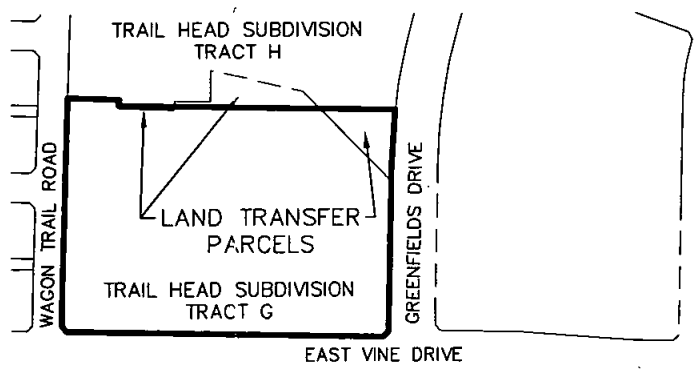 TRAIL HEAD SUBDIVISION
TRACT H
WAGON TRAIL ROAD
GREENFIELDS DRIVE
LAND TRANSFER
PARCELS
TRAIL HEAD SUBDIVISION
TRACT G
EAST VINE DRIVE